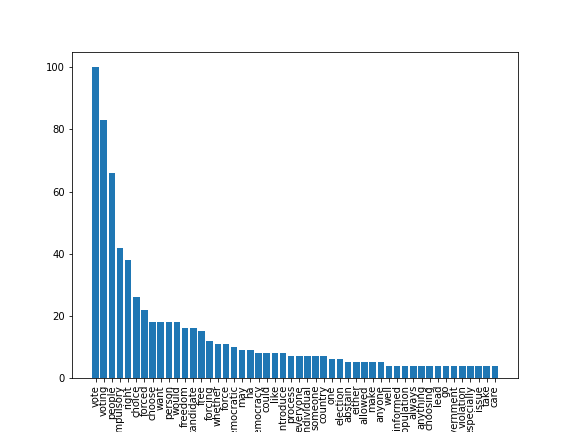 100
80
60
40
20
0
vote
voting
people
mpulsory
right
choice
forced
choose
want
person
would
freedom
andidate
free
forcing
whether
force
emocratic
may
ha
emocracy
could
like
ntroduce
process
everyone
ndividual
someone
country
one
election
abstain
either
allowed
make
anyone
well
informed
opulation
always
anything
choosing
lead
go
vernment
violation
especially
issue
take
care